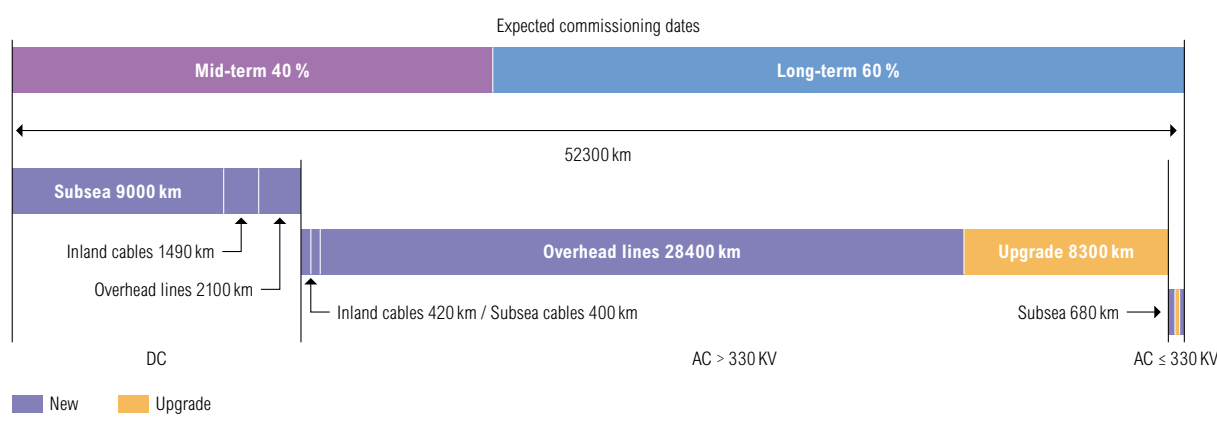 Expected commissioning dates
Mid-term 40 %
Long-term 60 %
52300 km
Subsea 9000 km
Inland cables 1490 km
Overhead lines 28400 km
Upgrade 8300 km
Overhead lines 2100 km
Inland cables 420 km / Subsea cables 400 km
Subsea 680 km
DC
AC > 330 KV
AC ≤ 330 KV
New
Upgrade